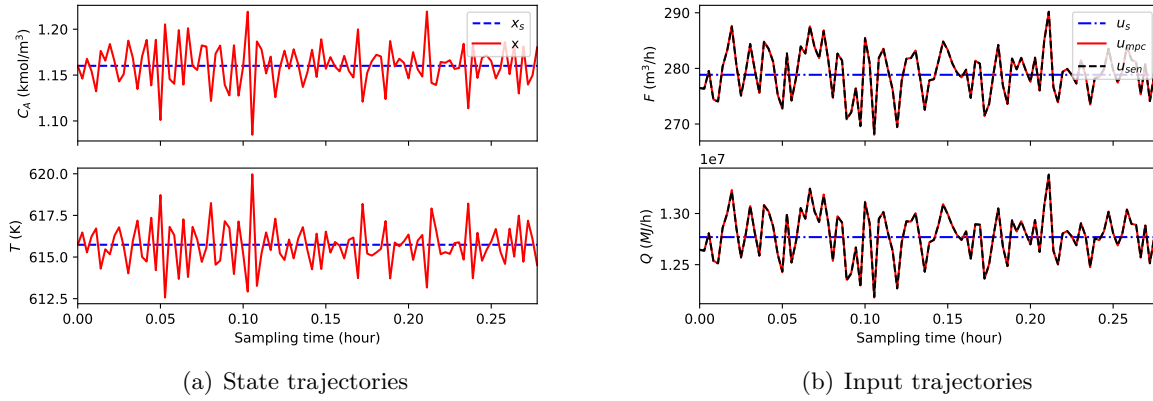 1.20
1.15
1.10
C_A (kmol/m³)
x_s
x
620.0
617.5
615.0
612.5
T (K)
0.00 0.05 0.10 0.15 0.20 0.25
Sampling time (hour)
(a) State trajectories
290
280
270
F (m³/h)
u_s
u_mpc
u_sen
1e7
1.30
1.25
Q (MJ/h)
0.00 0.05 0.10 0.15 0.20 0.25
Sampling time (hour)
(b) Input trajectories